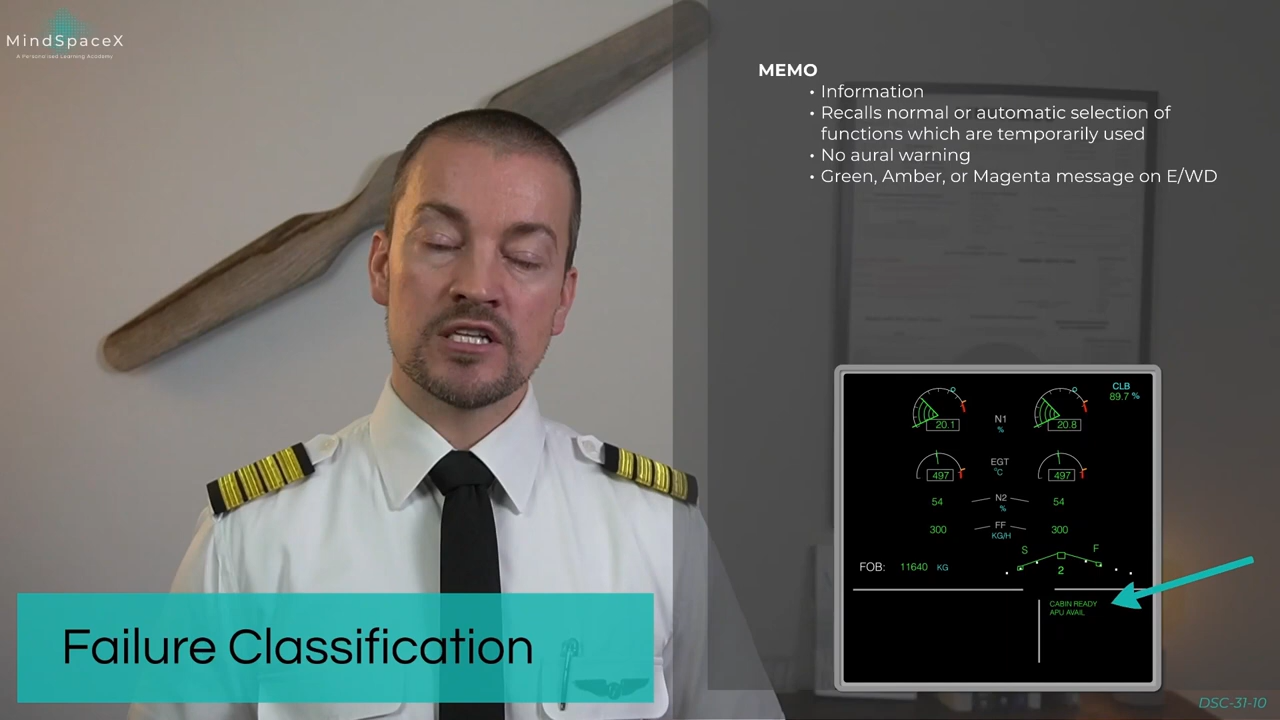 MindSpaceX
A Personalised Learning Academy
MEMO
• Information
• Recalls normal or automatic selection of
functions which are temporarily used
• No aural warning
• Green, Amber, or Magenta message on E/WD
CLB
89.7 %
20.1 N1 20.8
%
EGT
497 °C 497
54 N2 54
%
300 FF 300
KG/H
S F
2
FOB: 11640 KG
CABIN READY
APU AVAIL
Failure Classification
DSC-31-10